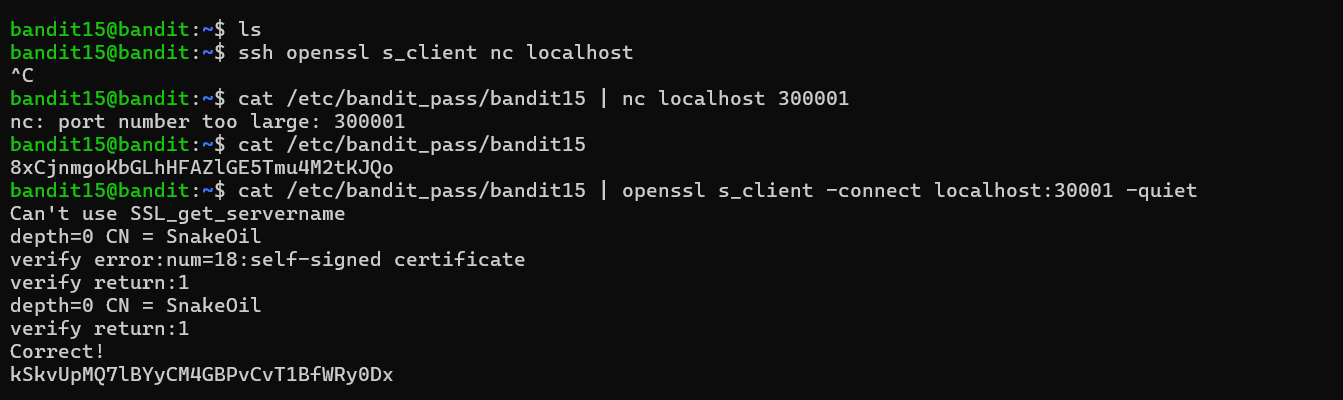 bandit15@bandit:~$ ls
bandit15@bandit:~$ ssh openssl s_client nc localhost
^C
bandit15@bandit:~$ cat /etc/bandit_pass/bandit15 | nc localhost 300001
nc: port number too large: 300001
bandit15@bandit:~$ cat /etc/bandit_pass/bandit15
8xCjnmgoKbGLhHFAZlGE5Tmu4M2tKJQo
bandit15@bandit:~$ cat /etc/bandit_pass/bandit15 | openssl s_client -connect localhost:30001 -quiet
Can't use SSL_get_servername
depth=0 CN = SnakeOil
verify error:num=18:self-signed certificate
verify return:1
depth=0 CN = SnakeOil
verify return:1
Correct!
kSkvUpMQ7lBYyCM4GBPvCvT1BfWRy0Dx